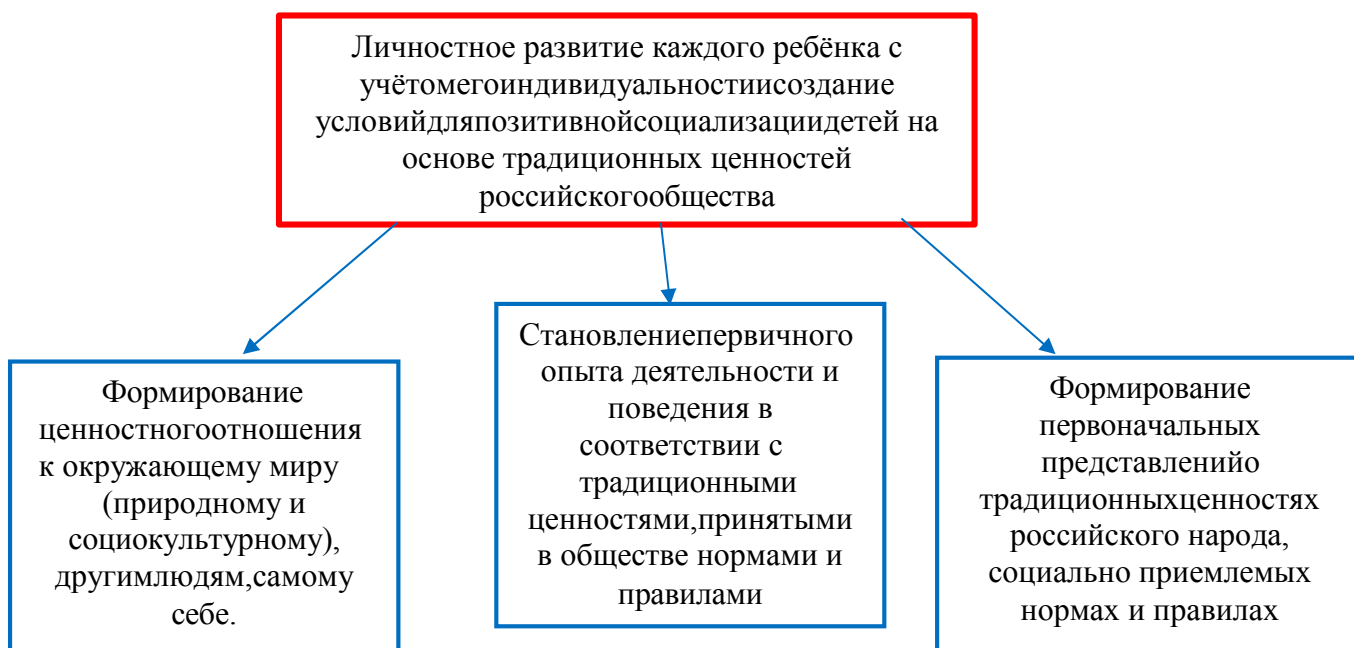 Личностное развитие каждого ребёнка с
учётомегоиндивидуальностиисоздание
условийдляпозитивнойсоциализациидетей на
основе традиционных ценностей
российскогообщества
Формирование
ценностногоотношения
к окружающему миру
(природному и
социокультурному),
другимлюдям,самому
себе.
Становлениепервичного
опыта деятельности и
поведения в
соответствии с
традиционными
ценностями,принятыми
в обществе нормами и
правилами
Формирование
первоначальных
представленийо
традиционныхценностях
российского народа,
социально приемлемых
нормах и правилах